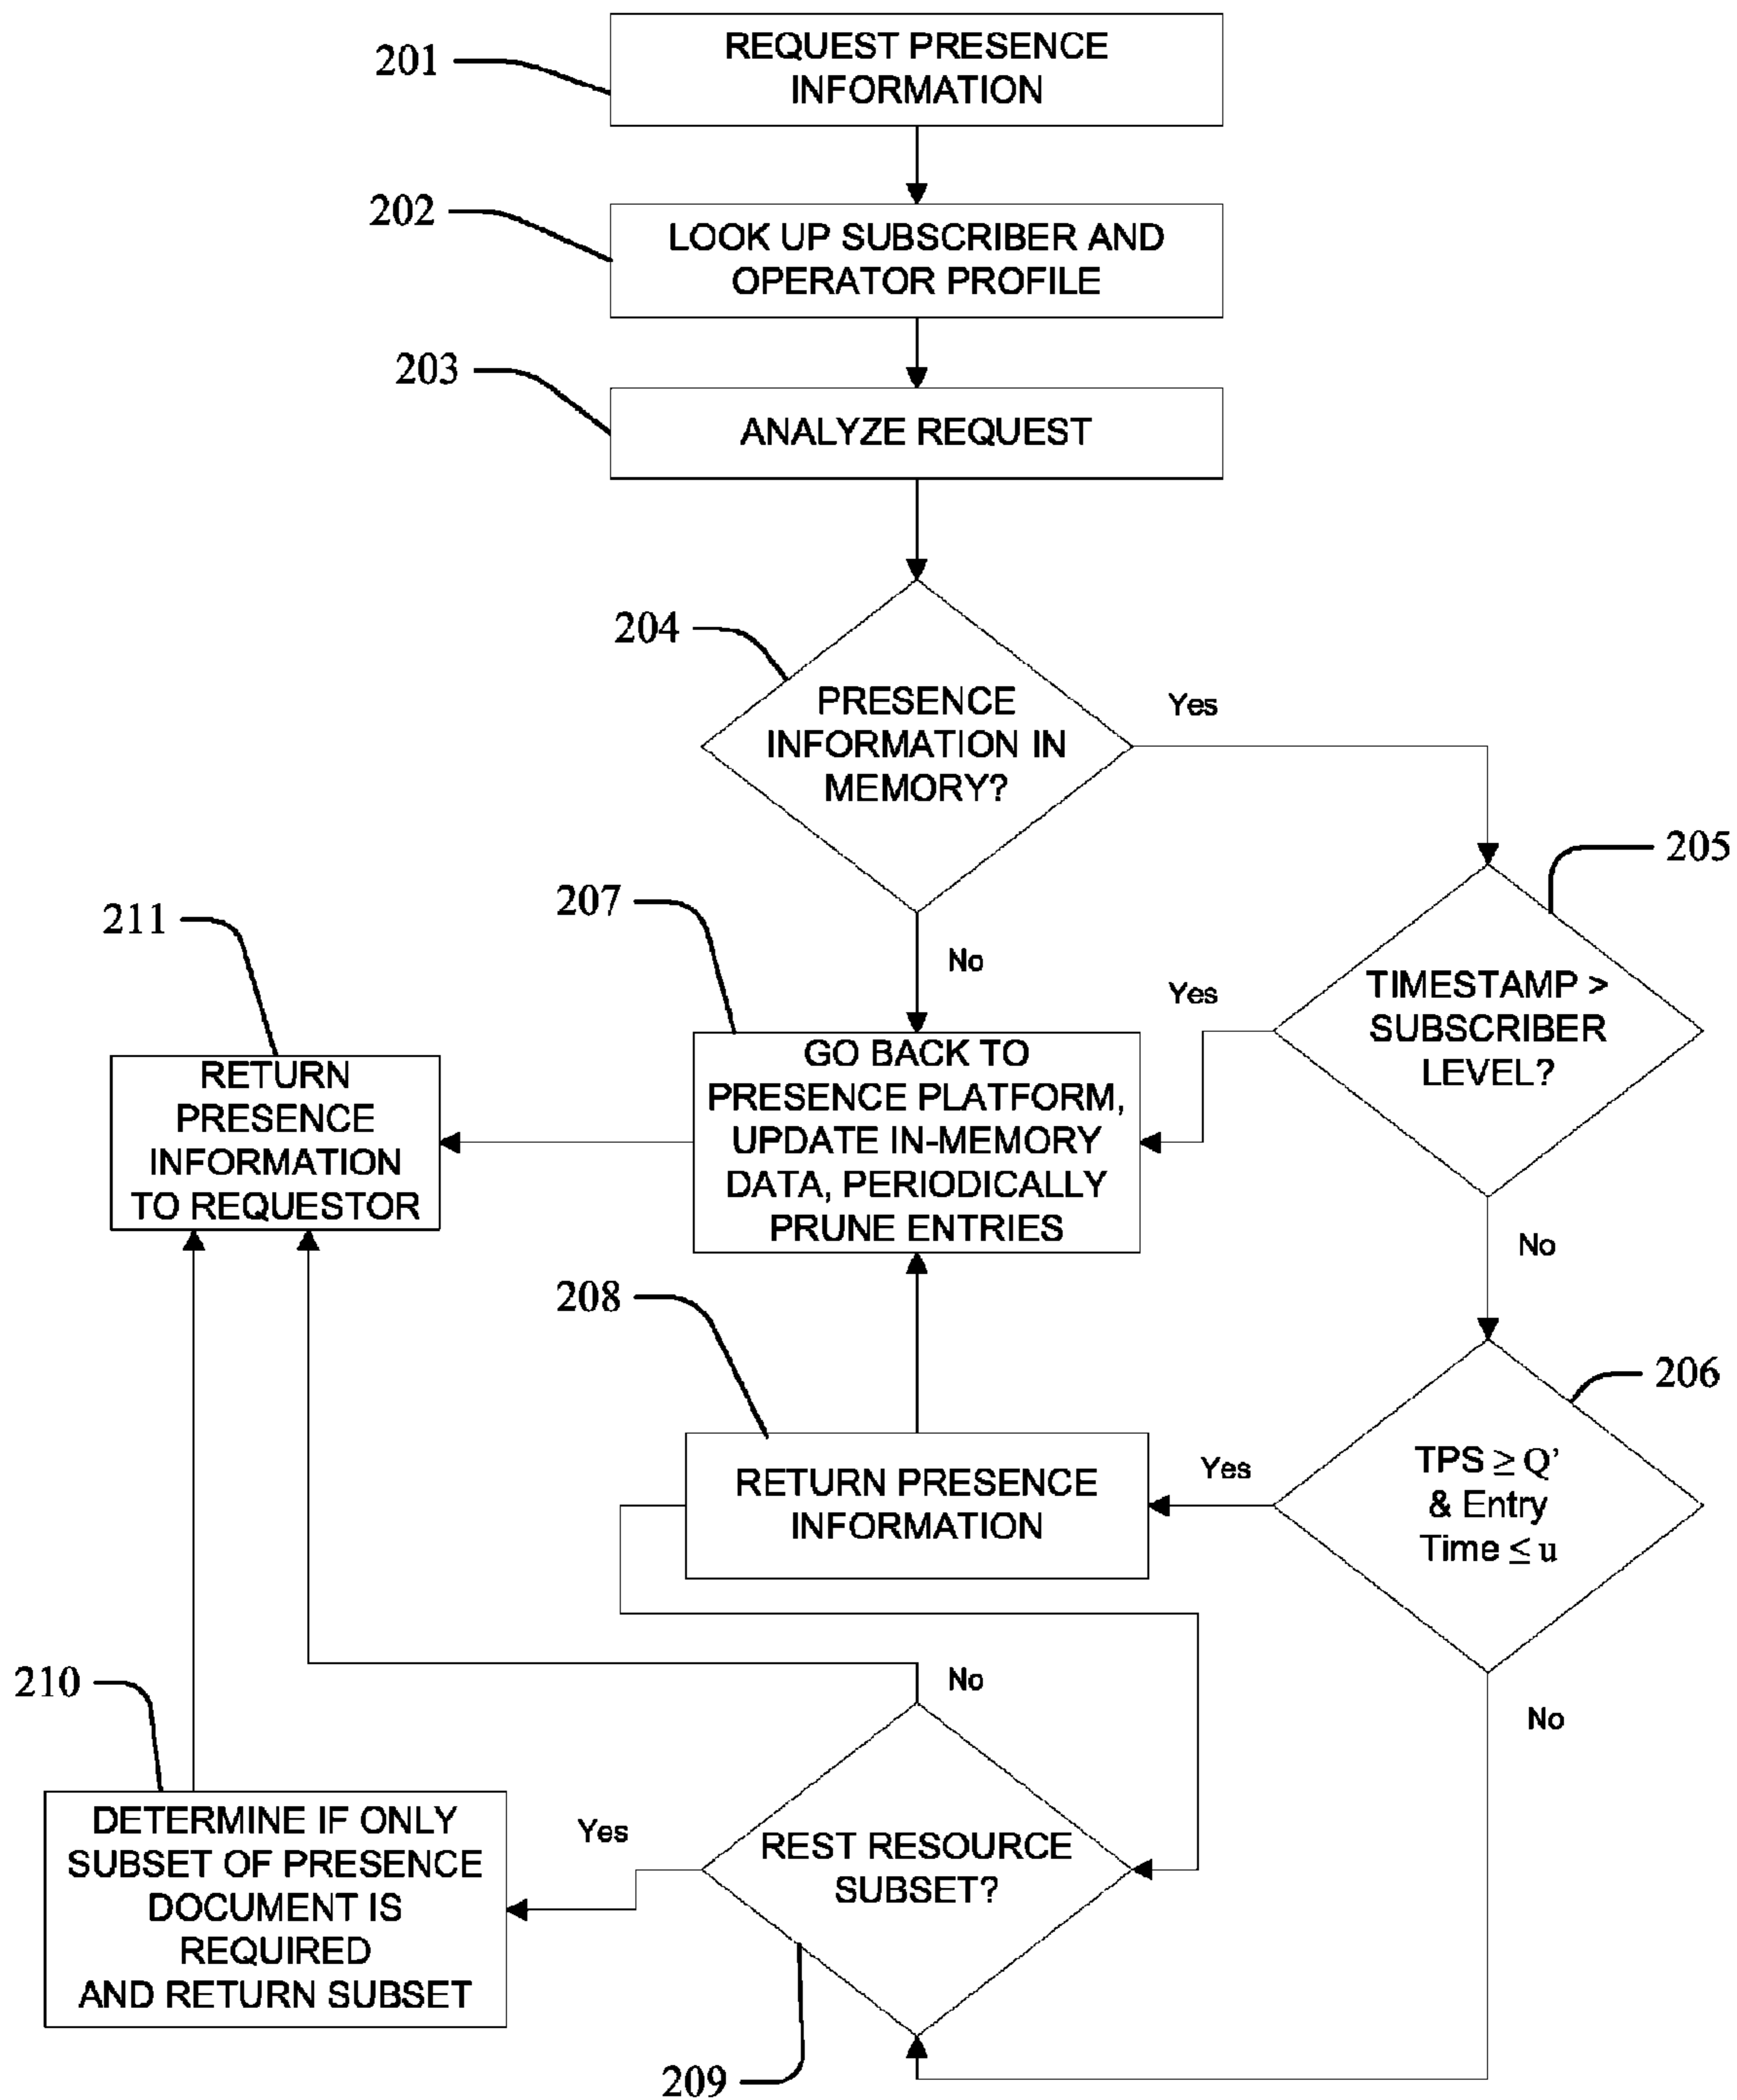 201
REQUEST PRESENCE
INFORMATION
202
LOOK UP SUBSCRIBER AND
OPERATOR PROFILE
203
ANALYZE REQUEST
204
PRESENCE
INFORMATION IN
MEMORY?
Yes
No
205
TIMESTAMP >
SUBSCRIBER
LEVEL?
Yes
No
207
GO BACK TO
PRESENCE PLATFORM,
UPDATE IN-MEMORY
DATA, PERIODICALLY
PRUNE ENTRIES
211
RETURN
PRESENCE
INFORMATION
TO REQUESTOR
206
TPS ≥ Q’
& Entry
Time ≤ u
Yes
No
208
RETURN PRESENCE
INFORMATION
209
REST RESOURCE
SUBSET?
No
Yes
210
DETERMINE IF ONLY
SUBSET OF PRESENCE
DOCUMENT IS
REQUIRED
AND RETURN SUBSET